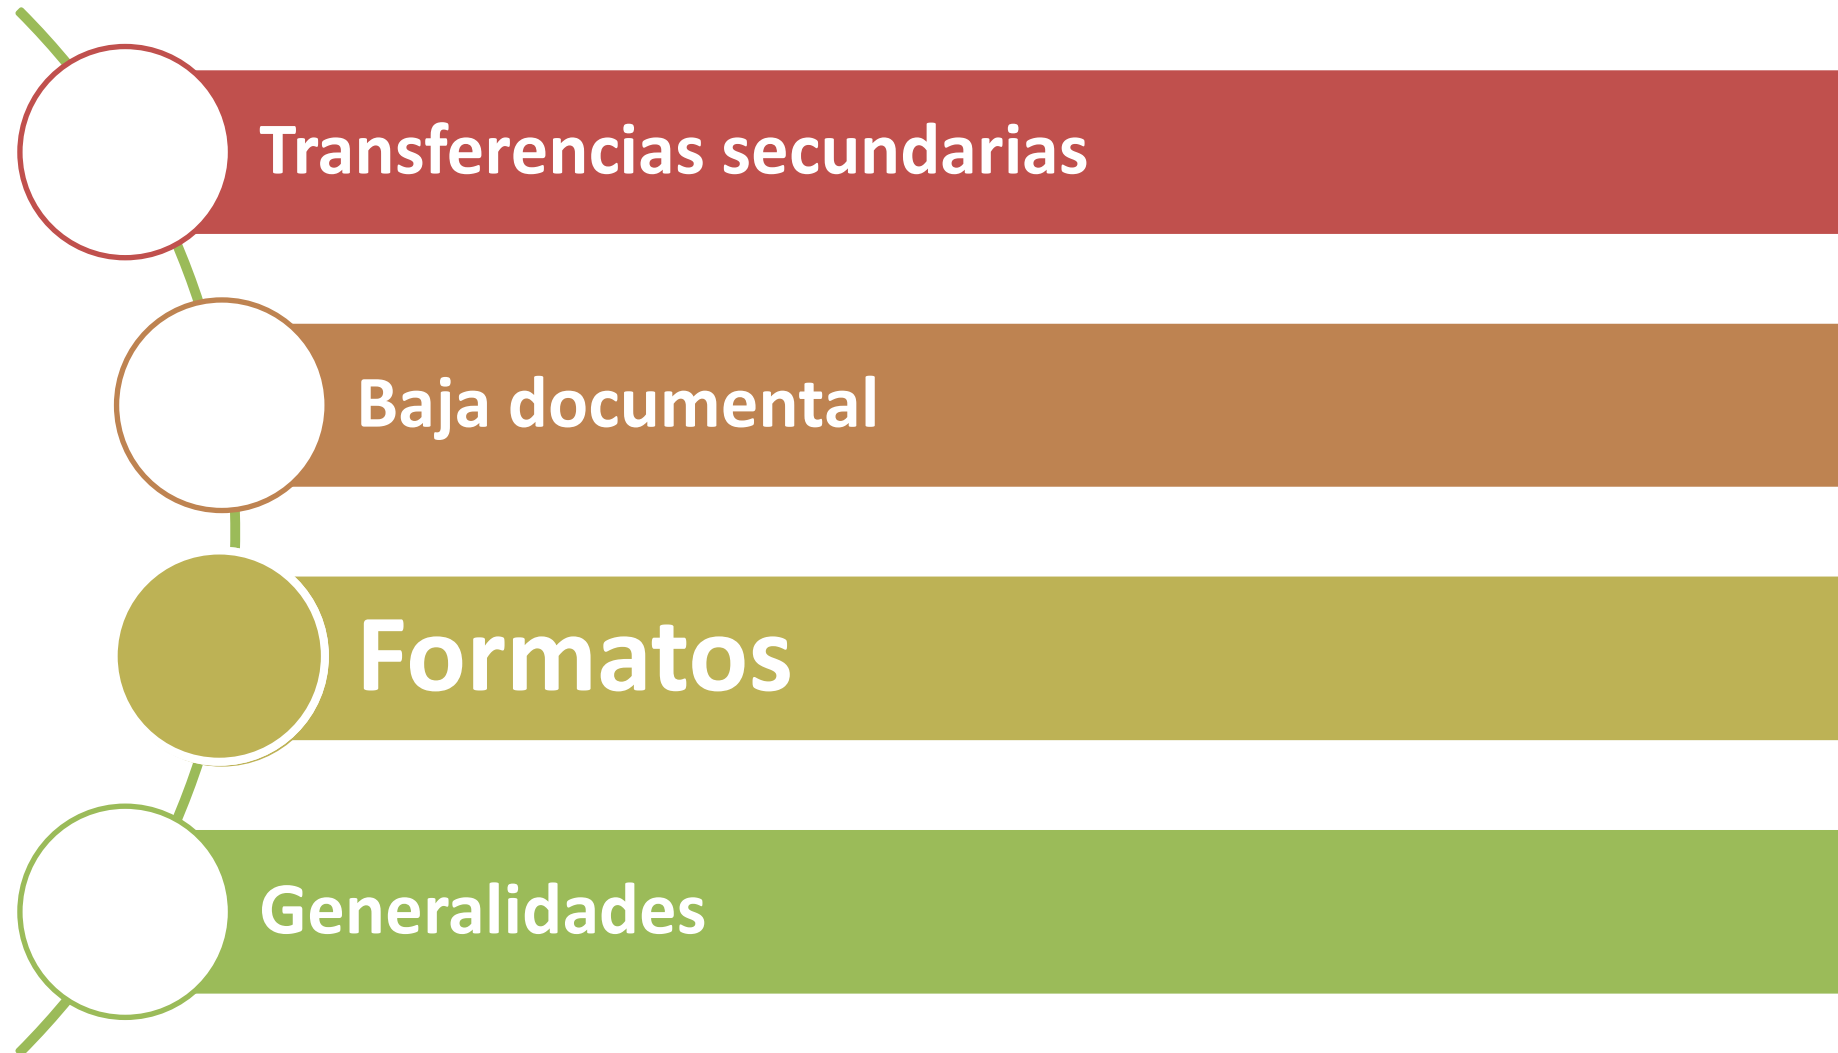 Transferencias secundarias
Baja documental
Formatos
Generalidades